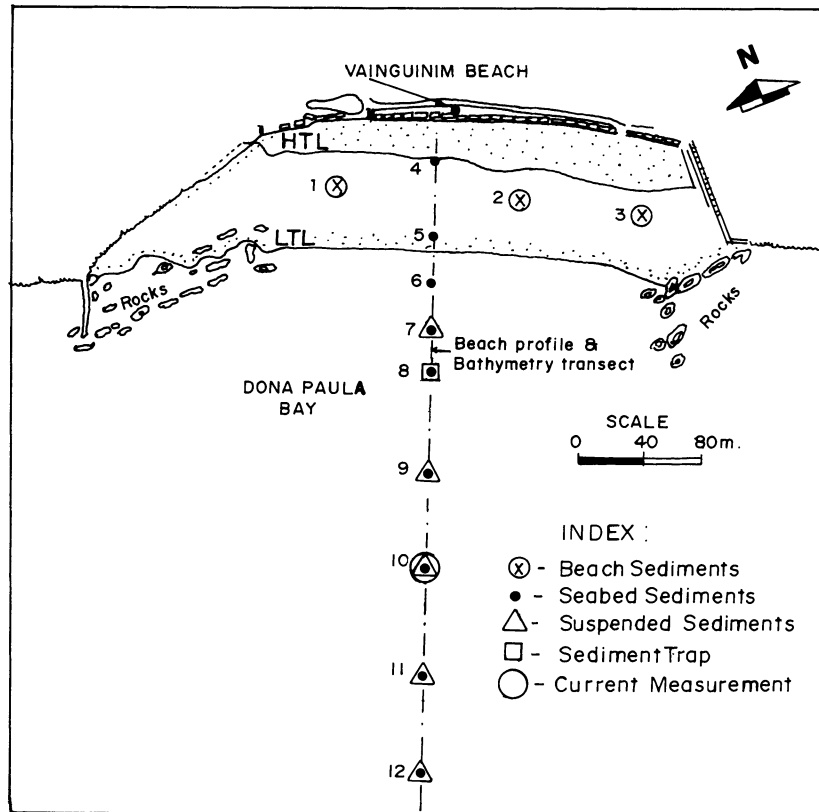 N
VAINGUINIM BEACH
HTL
4
1
2
3
5
LTL
6
Rocks
Rocks
7
Beach profile &
Bathymetry transect
8
DONA PAULA
BAY
SCALE
0 40 80m.
9
INDEX :
10
- Beach Sediments
- Seabed Sediments
- Suspended Sediments
- Sediment Trap
- Current Measurement
11
12